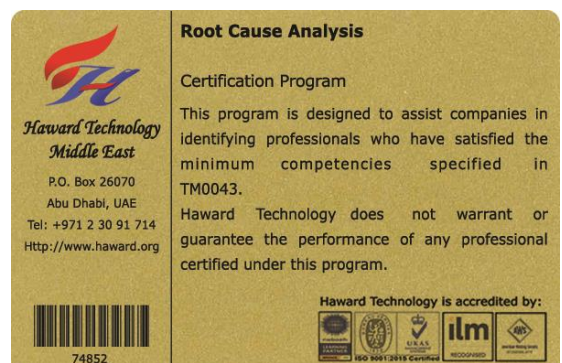 Haward Technology
Middle East
P.O. Box 26070
Abu Dhabi, UAE
Tel: +971 2 30 91 714
Http://www.haward.org
74852
Root Cause Analysis
Certification Program
This program is designed to assist companies in
identifying professionals who have satisfied the
minimum competencies specified in
TM0043.
Haward Technology does not warrant or
guarantee the performance of any professional
certified under this program.
Haward Technology is accredited by:
ISO 9001:2015 Certified
UKAS
ilm
RECOGNISED
AWS